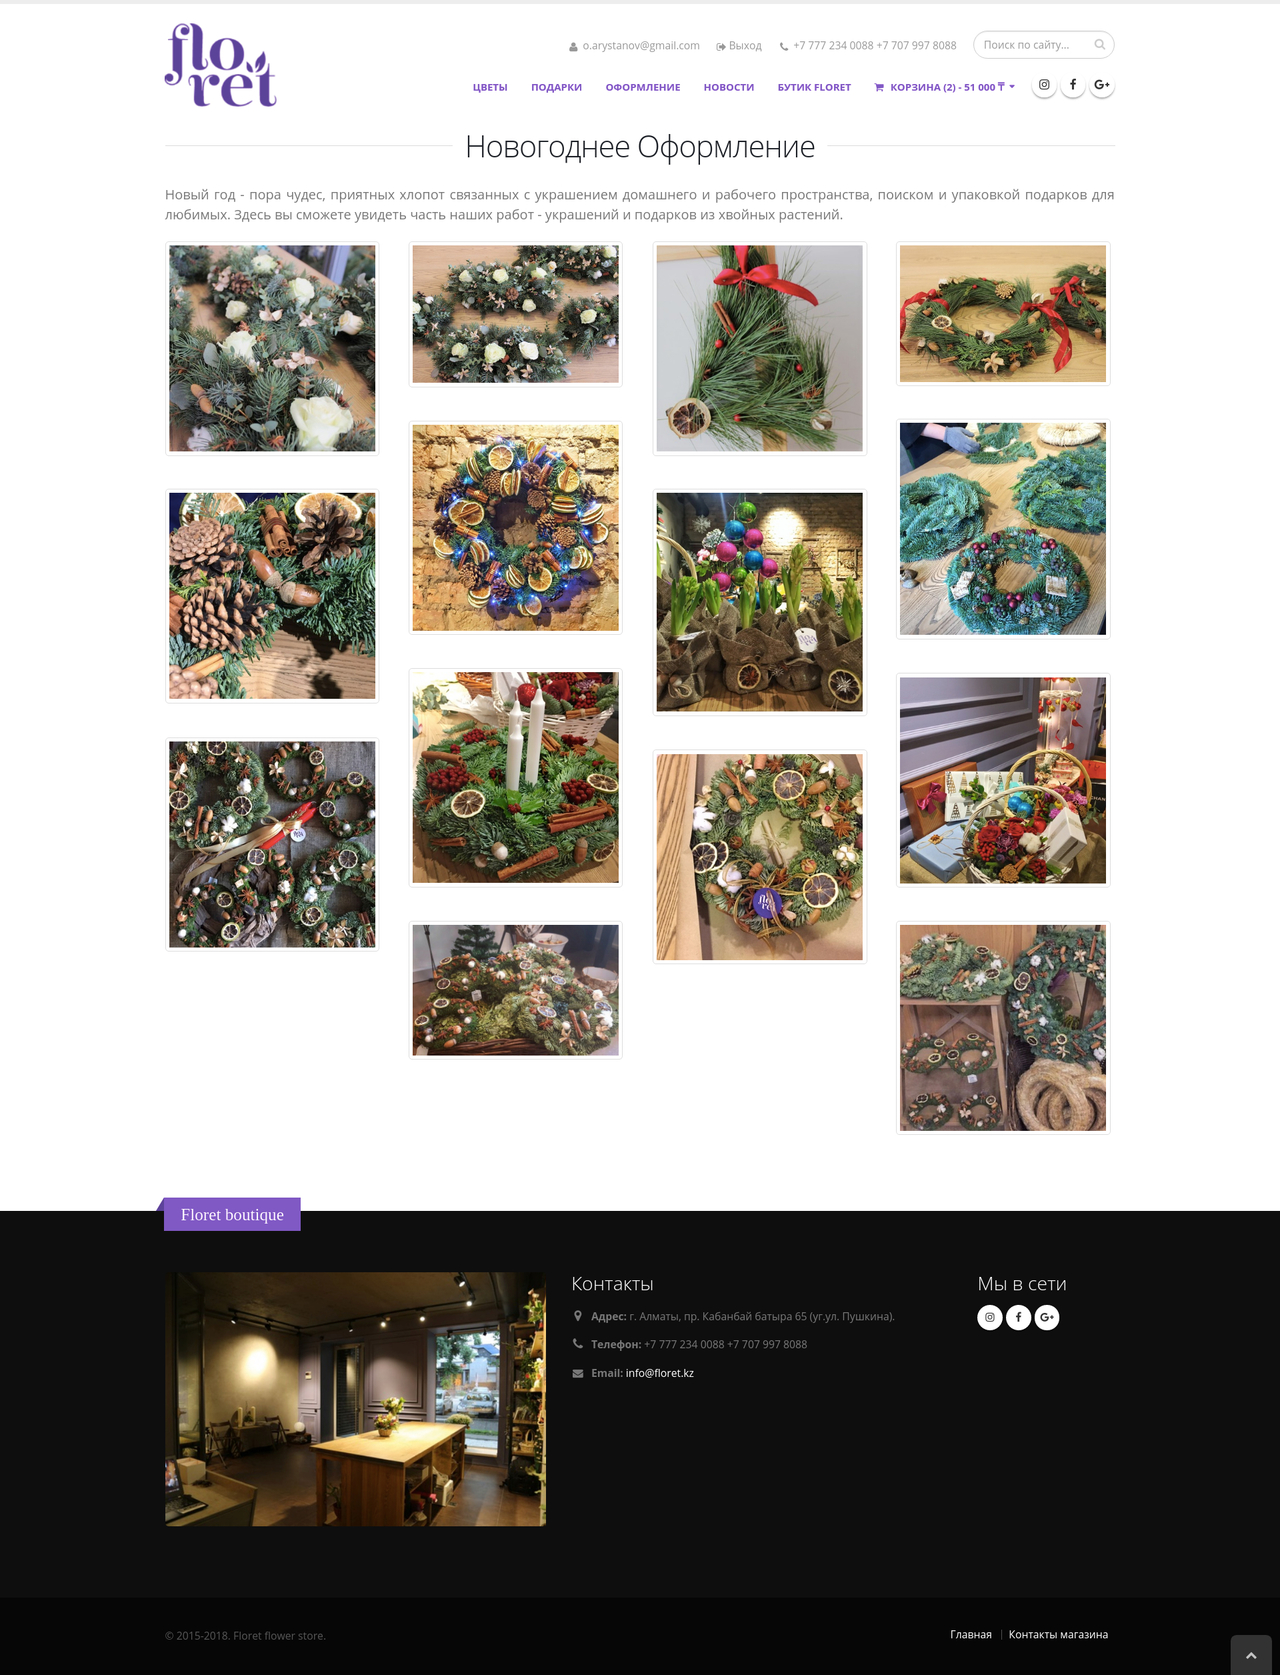 floret
o.arystanov@gmail.com Выход +7 777 234 0088 +7 707 997 8088 Поиск по сайту...
ЦВЕТЫ ПОДАРКИ ОФОРМЛЕНИЕ НОВОСТИ БУТИК FLORET КОРЗИНА (2) - 51 000 ₸
Новогоднее Оформление
Новый год - пора чудес, приятных хлопот связанных с украшением домашнего и рабочего пространства, поиском и упаковкой подарков для
любимых. Здесь вы сможете увидеть часть наших работ - украшений и подарков из хвойных растений.
Floret boutique
Контакты
Мы в сети
Адрес: г. Алматы, пр. Кабанбай батыра 65 (уг.ул. Пушкина).
Телефон: +7 777 234 0088 +7 707 997 8088
Email: info@floret.kz
© 2015-2018. Floret flower store.
Главная | Контакты магазина